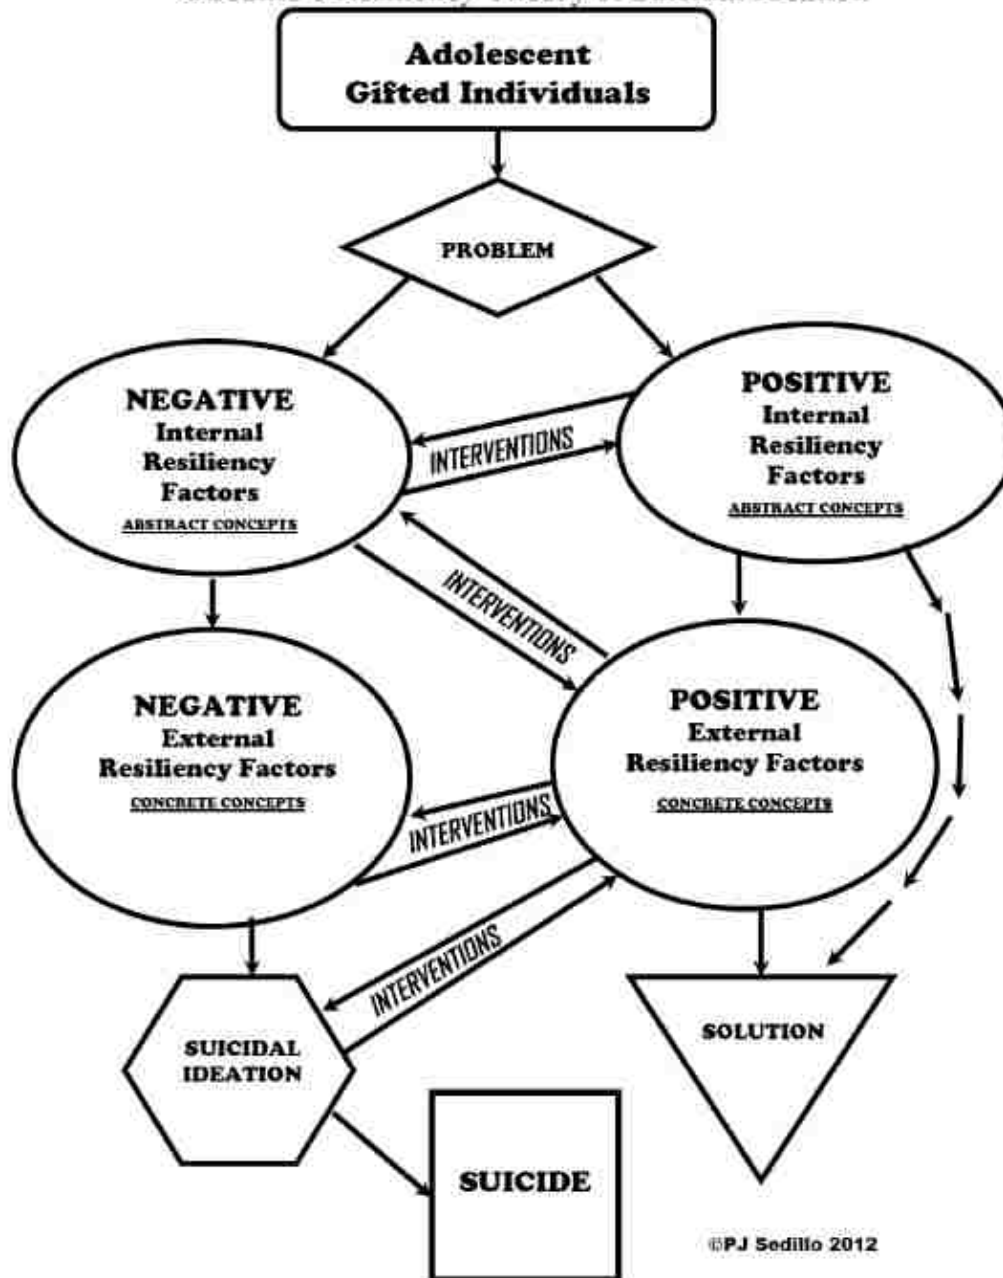 Adolescent
Gifted Individuals
PROBLEM
NEGATIVE
Internal
Resiliency
Factors
ABSTRACT CONCEPTS
INTERVENTIONS
POSITIVE
Internal
Resiliency
Factors
ABSTRACT CONCEPTS
INTERVENTIONS
NEGATIVE
External
Resiliency Factors
CONCRETE CONCEPTS
POSITIVE
External
Resiliency Factors
CONCRETE CONCEPTS
INTERVENTIONS
INTERVENTIONS
SUICIDAL
IDEATION
SOLUTION
SUICIDE
©PJ Sedillo 2012